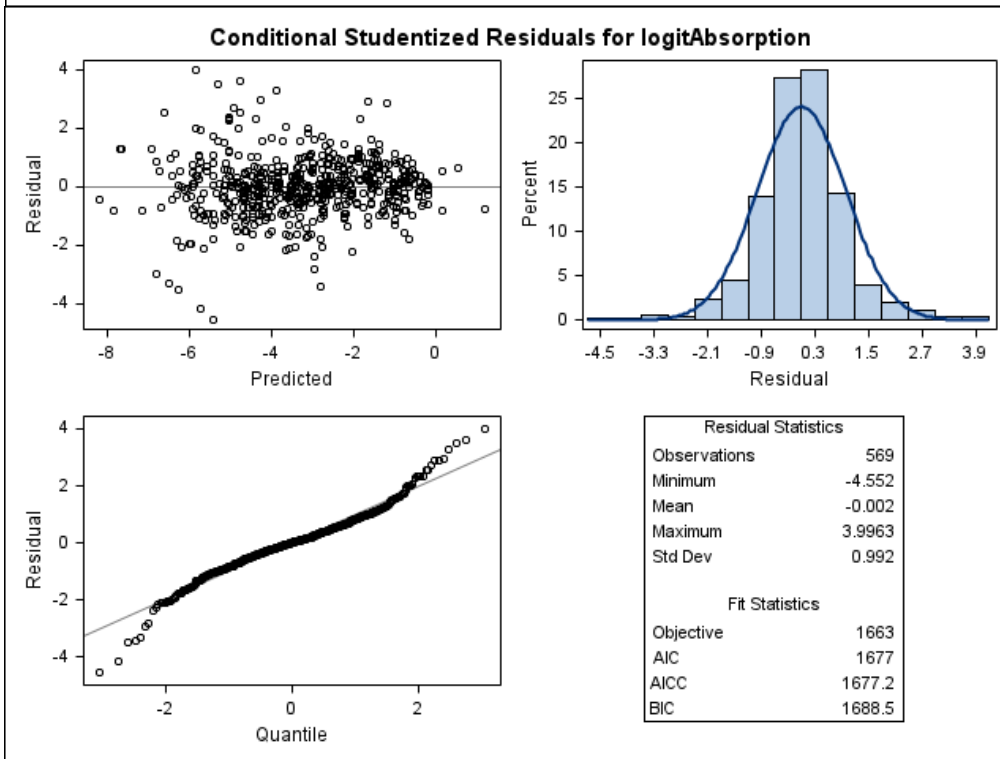 Conditional Studentized Residuals for logitAbsorption
4
2
0
-2
-4
Residual
-8 -6 -4 -2 0
Predicted
25
20
15
10
5
0
Percent
-4.5 -3.3 -2.1 -0.9 0.3 1.5 2.7 3.9
Residual
4
2
0
-2
-4
Residual
-2 0 2
Quantile
Residual Statistics
Observations 569
Minimum -4.552
Mean -0.002
Maximum 3.9963
Std Dev 0.992
Fit Statistics
Objective 1663
AIC 1677
AICC 1677.2
BIC 1688.5